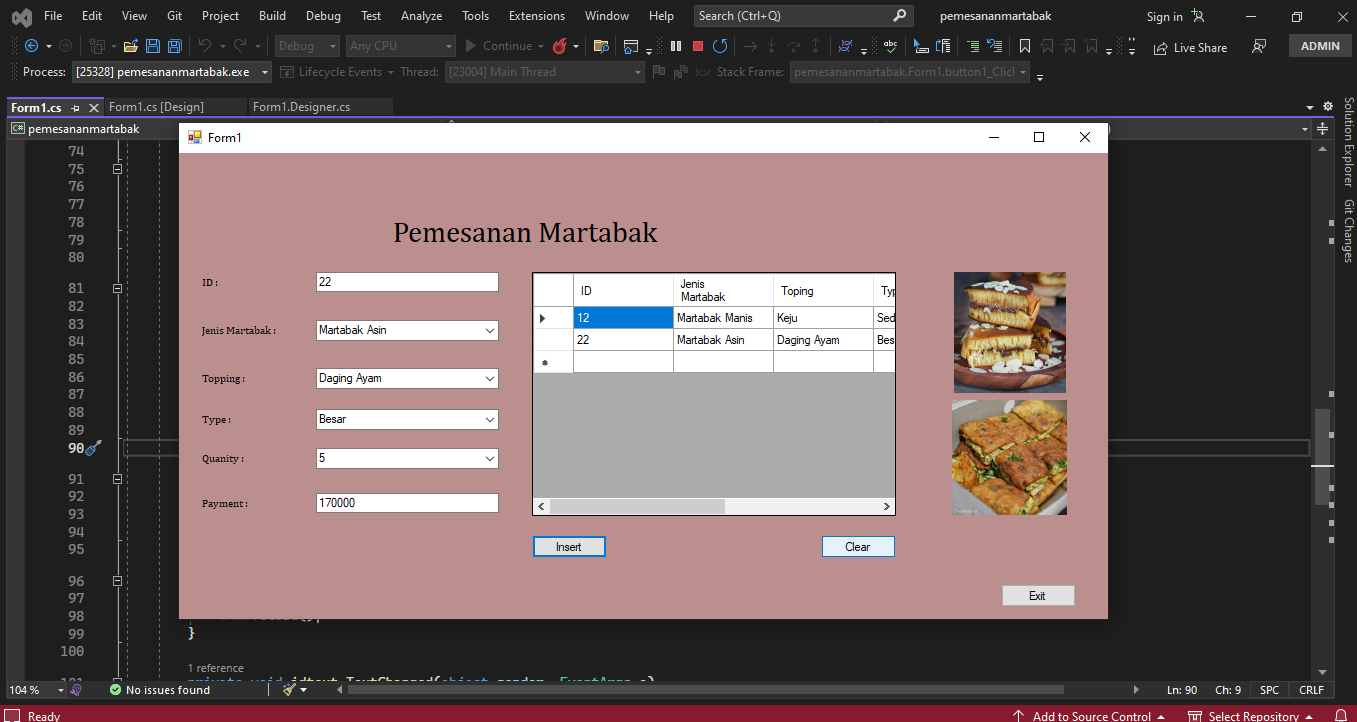 File Edit View Git Project Build Debug Test Analyze Tools Extensions Window Help Search (Ctrl+Q) pemesananmartabak Sign in
Debug Any CPU Continue Live Share ADMIN
Process: [25328] pemesananmartabak.exe Lifecycle Events Thread: [23004] Main Thread Stack Frame: pemesananmartabak.Form1.button1_Clicl
Form1.cs Form1.cs [Design] Form1.Designer.cs
C# pemesananmartabak
Solution Explorer
Git Changes
Form1
Pemesanan Martabak
ID : 22
Jenis Martabak : Martabak Asin
Topping : Daging Ayam
Type : Besar
Quanity : 5
Payment : 170000
ID Jenis Martabak Toping Typ
12 Martabak Manis Keju Sed
22 Martabak Asin Daging Ayam Bes
Insert Clear
Exit
74
75
76
77
78
79
80
81
82
83
84
85
86
87
88
89
90
91
92
93
94
95
96
97
98
99 }
100
1 reference
101 private void idtext_TextChanged(object sender, EventArgs e)
104 % No issues found Ln: 90 Ch: 9 SPC CRLF
Ready Add to Source Control Select Repository